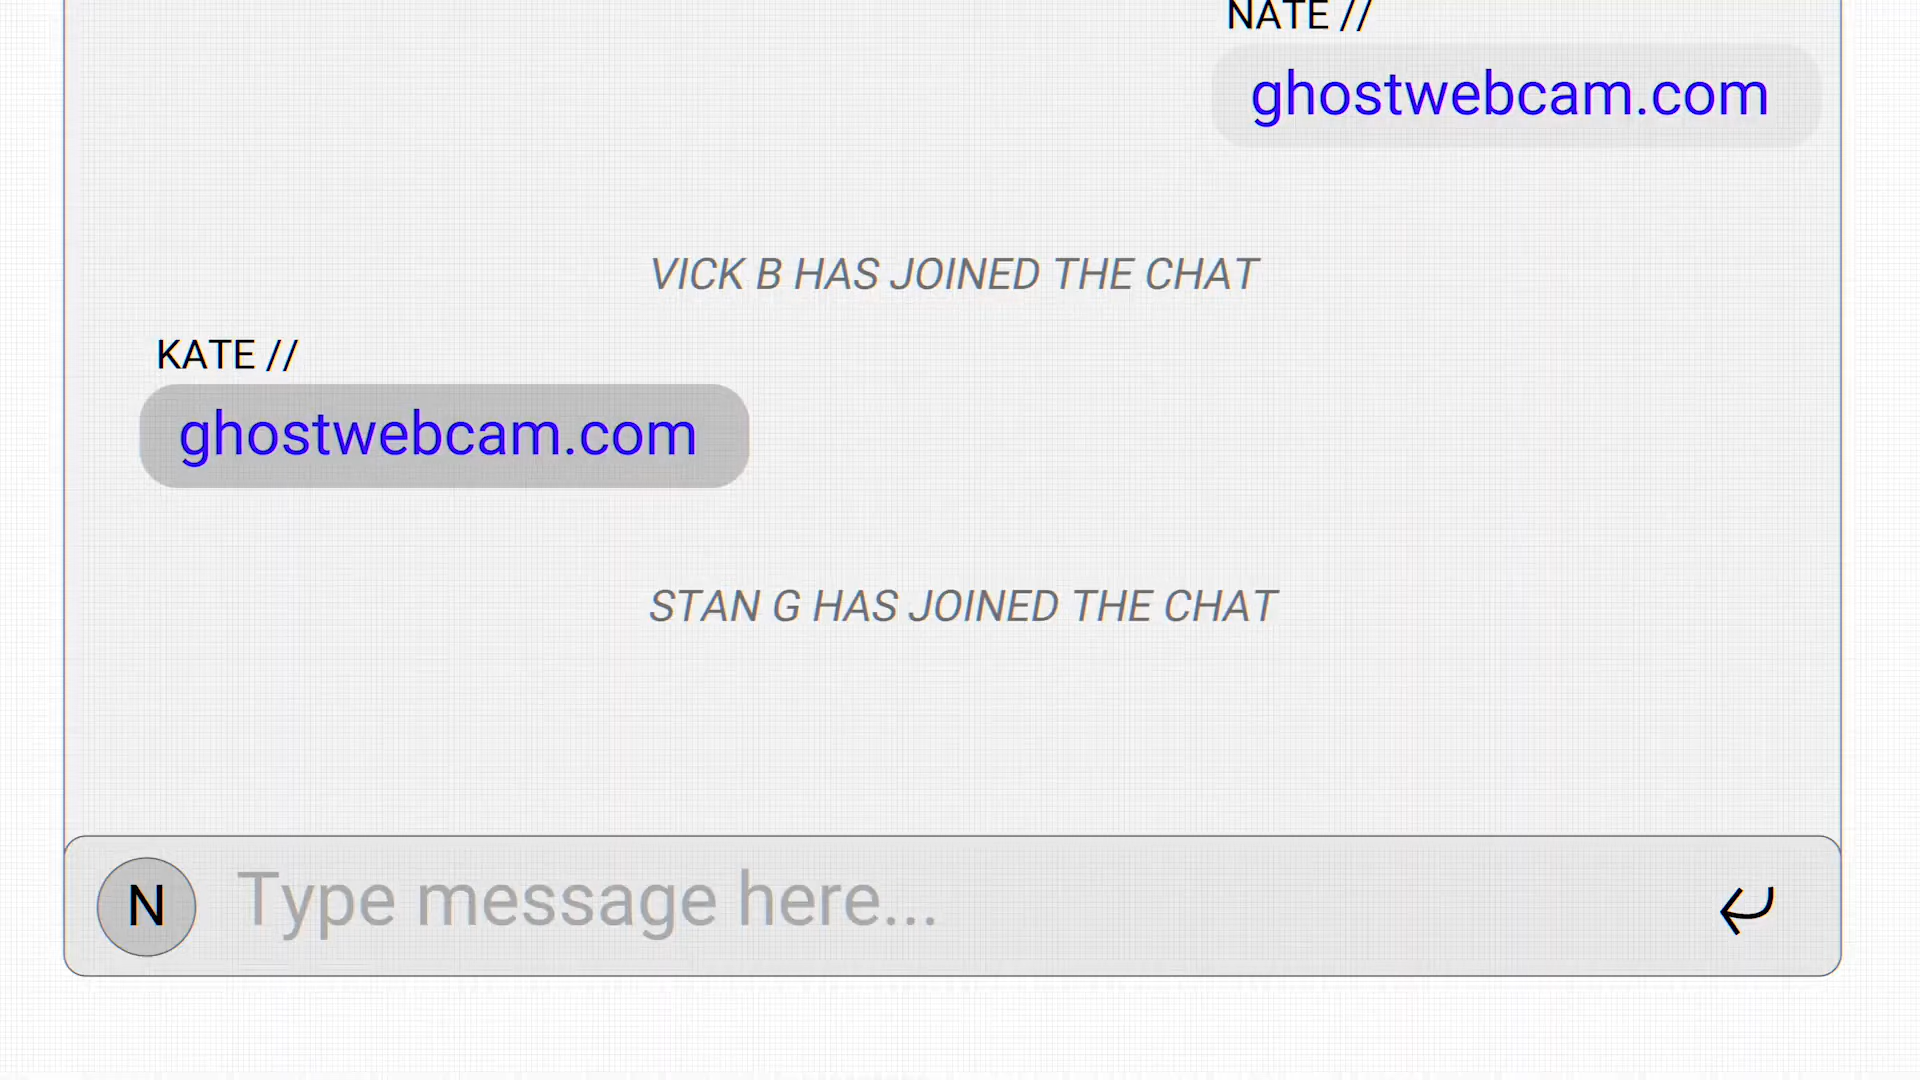 NATE //
ghostwebcam.com
VICK B HAS JOINED THE CHAT
KATE //
ghostwebcam.com
STAN G HAS JOINED THE CHAT
N
Type message here...